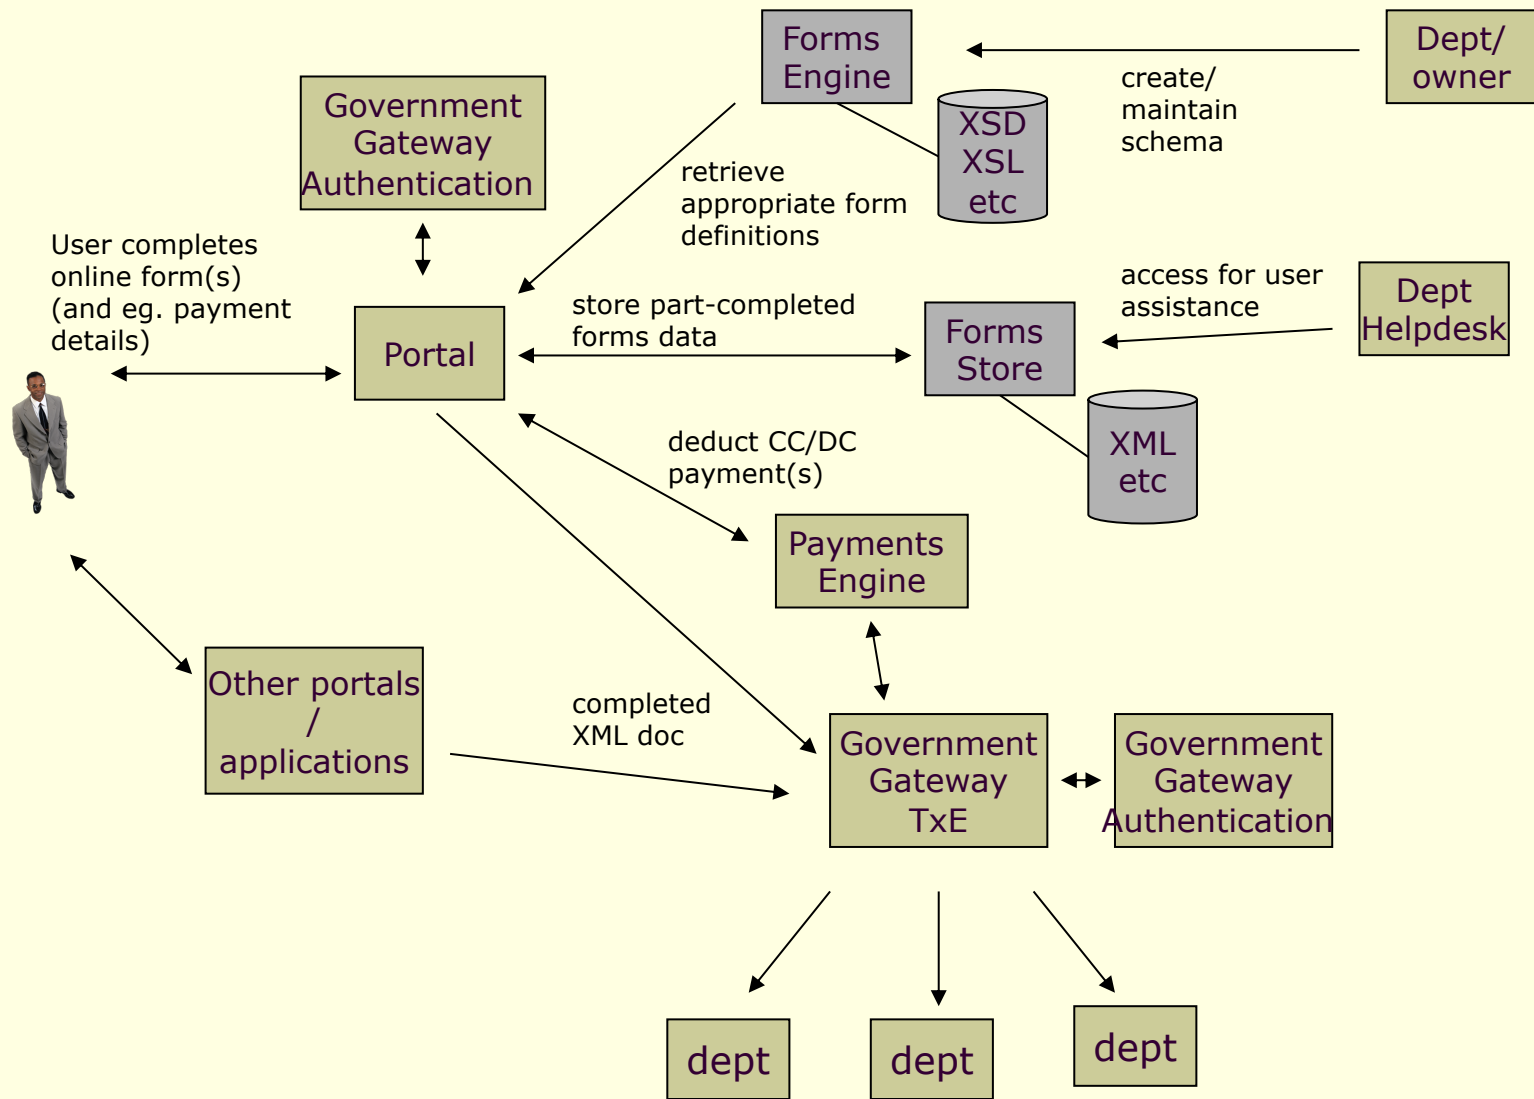 Forms
Engine
Dept/
owner
create/
maintain
schema
XSD
XSL
etc
Government
Gateway
Authentication
retrieve
appropriate form
definitions
User completes
online form(s)
(and eg. payment
details)
Portal
store part-completed
forms data
Forms
Store
access for user
assistance
Dept
Helpdesk
XML
etc
deduct CC/DC
payment(s)
Payments
Engine
Other portals
/
applications
completed
XML doc
Government
Gateway
TxE
Government
Gateway
Authentication
dept
dept
dept